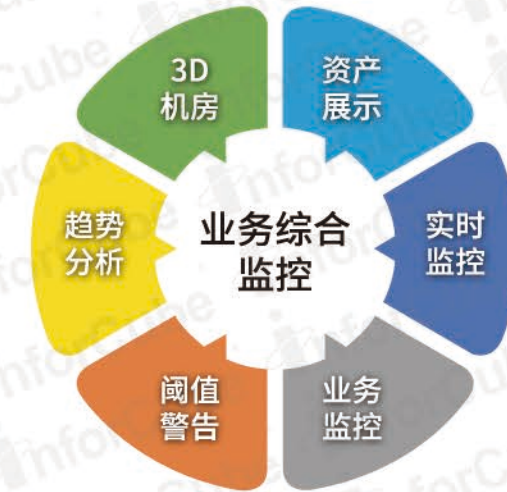 3D
机房
资产
展示
趋势
分析
业务综合
监控
实时
监控
阈值
警告
业务
监控
InforCube